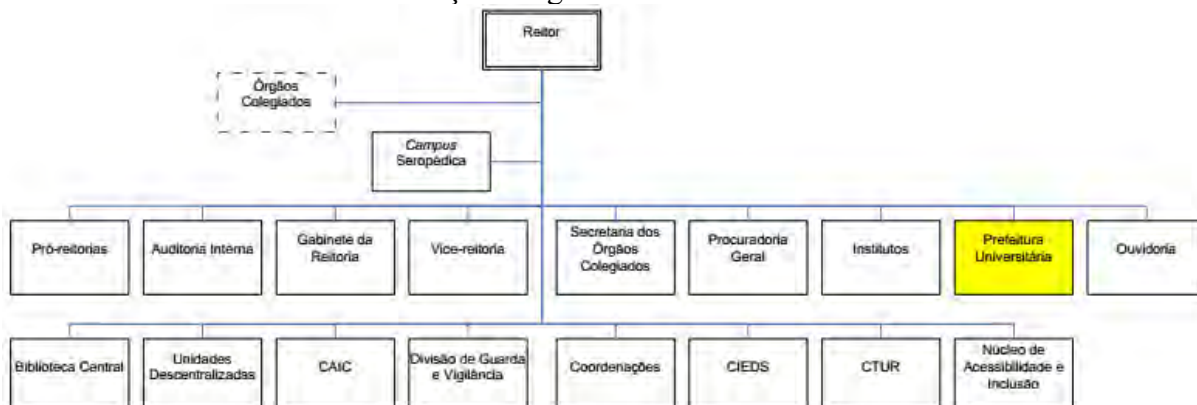 Reitor
Órgãos
Colegiados
Campus
Seropédica
Pró-reitorias
Auditoria Interna
Gabinete da
Reitoria
Vice-reitoria
Secretaria dos
Órgãos
Colegiados
Procuradoria
Geral
Institutos
Prefeitura
Universitária
Ouvidoria
Biblioteca Central
Unidades
Descentralizadas
CAIC
Divisão de Guarda
e Vigilância
Coordenações
CIEDS
CTUR
Núcleo de
Acessibilidade e
Inclusão